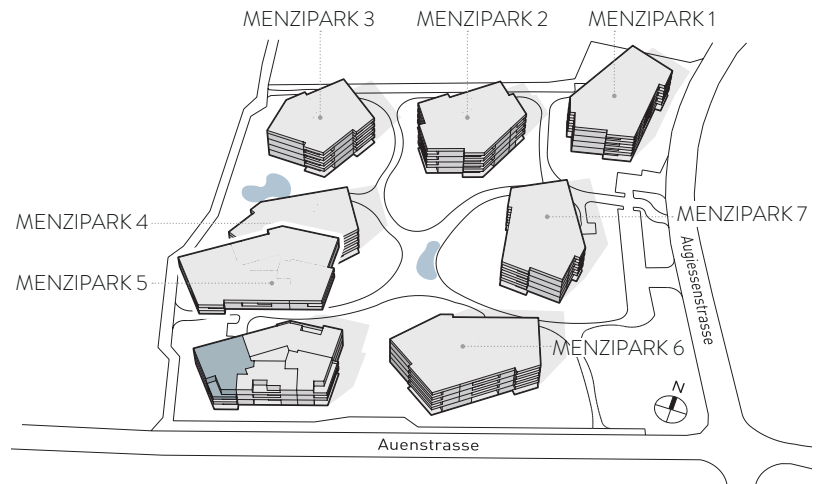 MENZIPARK 3
MENZIPARK 2
MENZIPARK 1
MENZIPARK 4
MENZIPARK 7
MENZIPARK 5
Augiessenstrasse
MENZIPARK 6
N
Auenstrasse